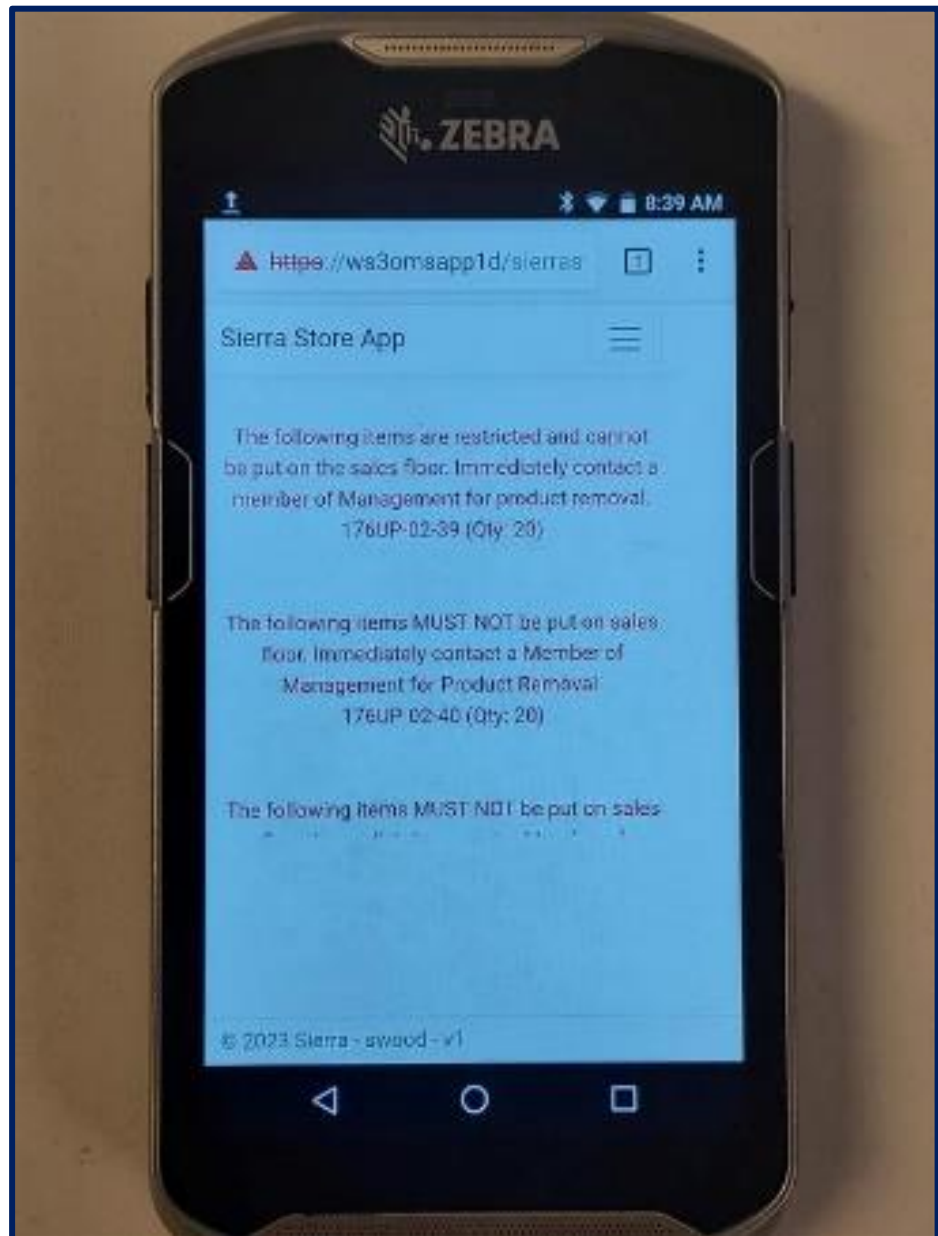 ZEBRA
8:39 AM
https://ws3omsapp1d/sierras
1
Sierra Store App
The following items are restricted and cannot
be put on the sales floor. Immediately contact a
member of Management for product removal.
176UP-02-39 (Qty: 20)
The following items MUST NOT be put on sales
floor. Immediately contact a Member of
Management for Product Removal
176UP-02-40 (Qty: 20)
The following items MUST NOT be put on sales
© 2023 Sierra - swood - v1